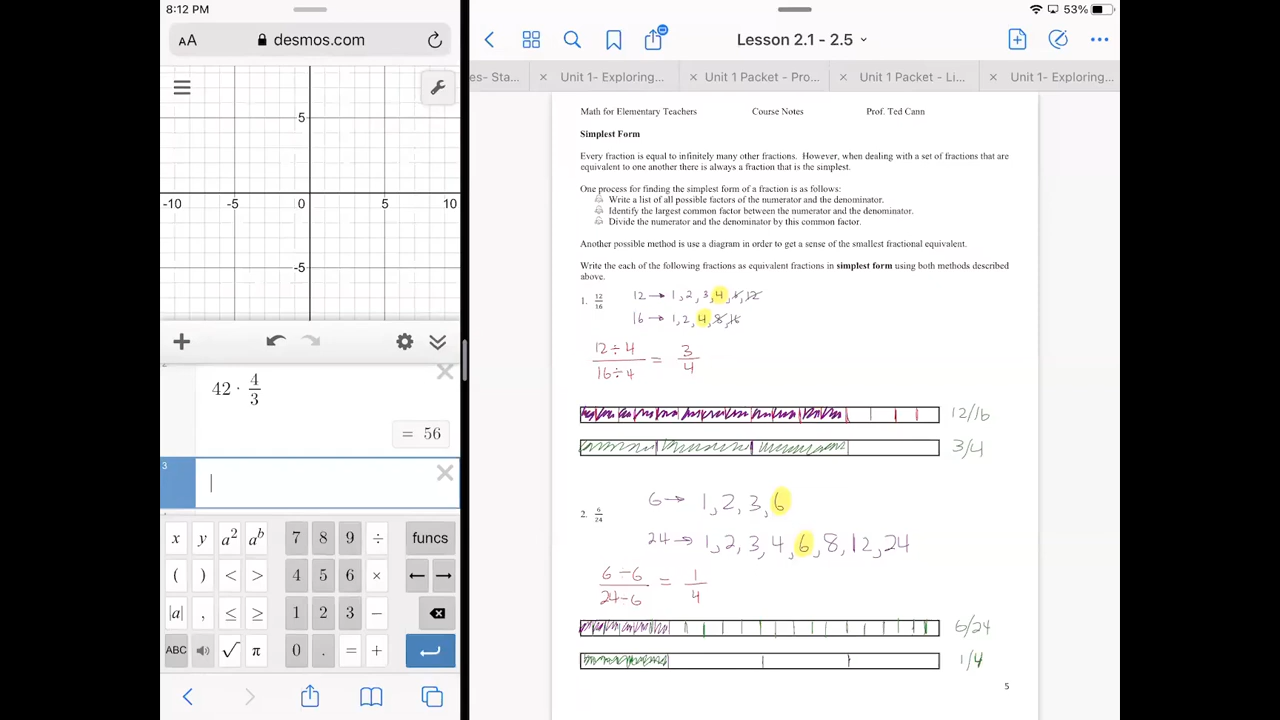 8:12 PM
53%
AA desmos.com
Lesson 2.1 - 2.5
es- Sta...
Unit 1- Exploring...
Unit 1 Packet - Pro...
Unit 1 Packet - Li...
Unit 1- Exploring...
5
-10 -5 0 5 10
-5
42 · 4/3
= 56
3
x y a² aᵇ 7 8 9 ÷ funcs
( ) < > 4 5 6 × ← →
|a| , ≤ ≥ 1 2 3 −
ABC √ π 0 . = +
Math for Elementary Teachers Course Notes Prof. Ted Cann
Simplest Form
Every fraction is equal to infinitely many other fractions. However, when dealing with a set of fractions that are
equivalent to one another there is always a fraction that is the simplest.
One process for finding the simplest form of a fraction is as follows:
Write a list of all possible factors of the numerator and the denominator.
Identify the largest common factor between the numerator and the denominator.
Divide the numerator and the denominator by this common factor.
Another possible method is use a diagram in order to get a sense of the smallest fractional equivalent.
Write the each of the following fractions as equivalent fractions in simplest form using both methods described
above.
1. 12/16 12 → 1, 2, 3, 4, 6, 12
16 → 1, 2, 4, 8, 16
12 ÷ 4 / 16 ÷ 4 = 3/4
12/16
3/4
6 → 1, 2, 3, 6
2. 6/24
24 → 1, 2, 3, 4, 6, 8, 12, 24
6 ÷ 6 / 24 ÷ 6 = 1/4
6/24
1/4
5